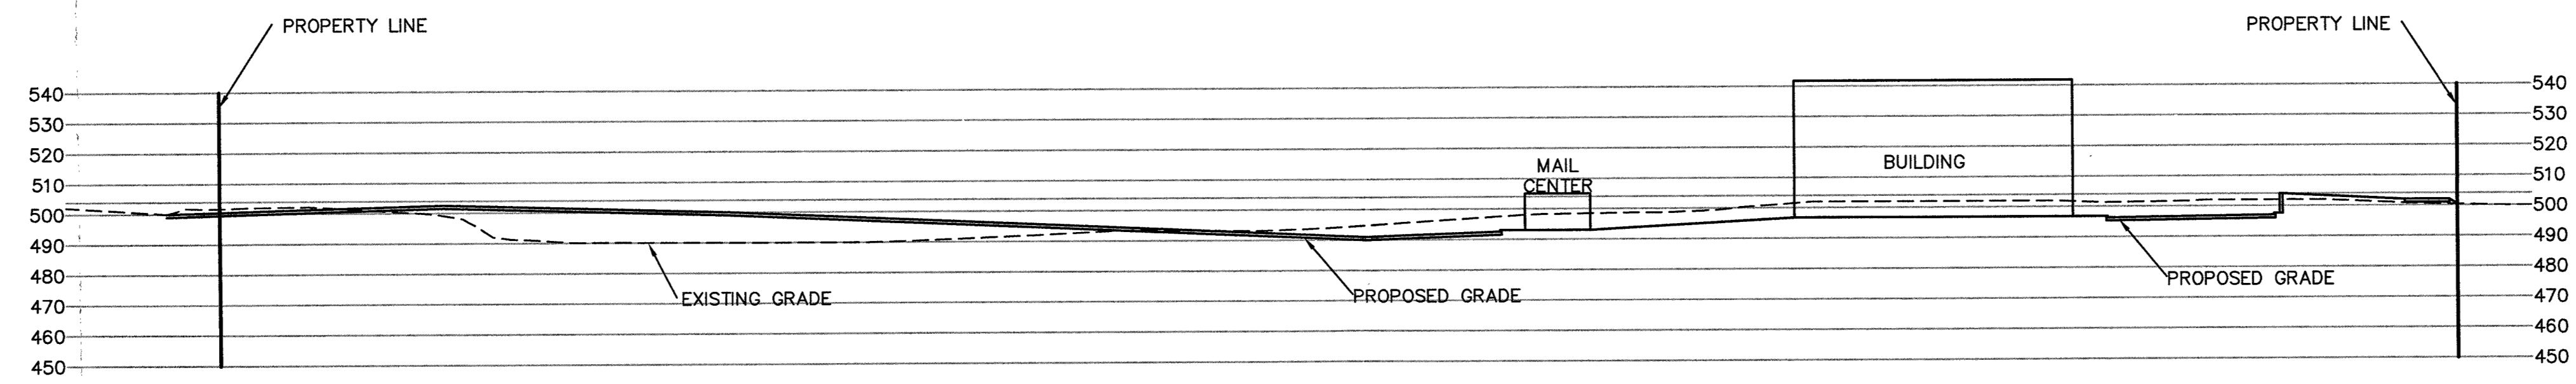 PROPERTY LINE
PROPERTY LINE
540
540
530
530
520
520
MAIL
CENTER
BUILDING
510
510
500
500
490
490
480
480
PROPOSED GRADE
EXISTING GRADE
PROPOSED GRADE
470
470
460
460
450
450